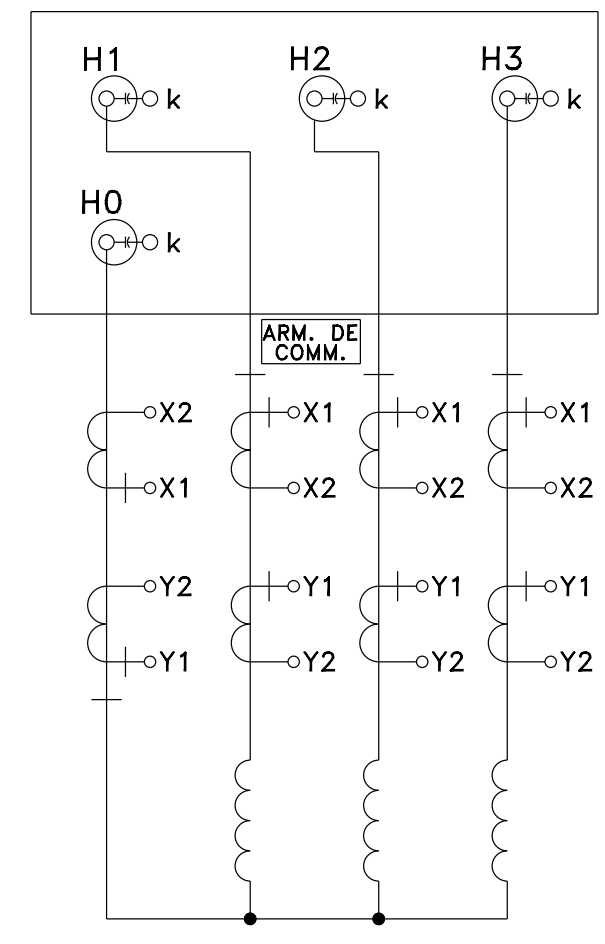 H1 H2 H3
k k k
H0
k
ARM. DE
COMM.
X2 X1 X1 X1
X1 X2 X2 X2
Y2 Y1 Y1 Y1
Y1 Y2 Y2 Y2